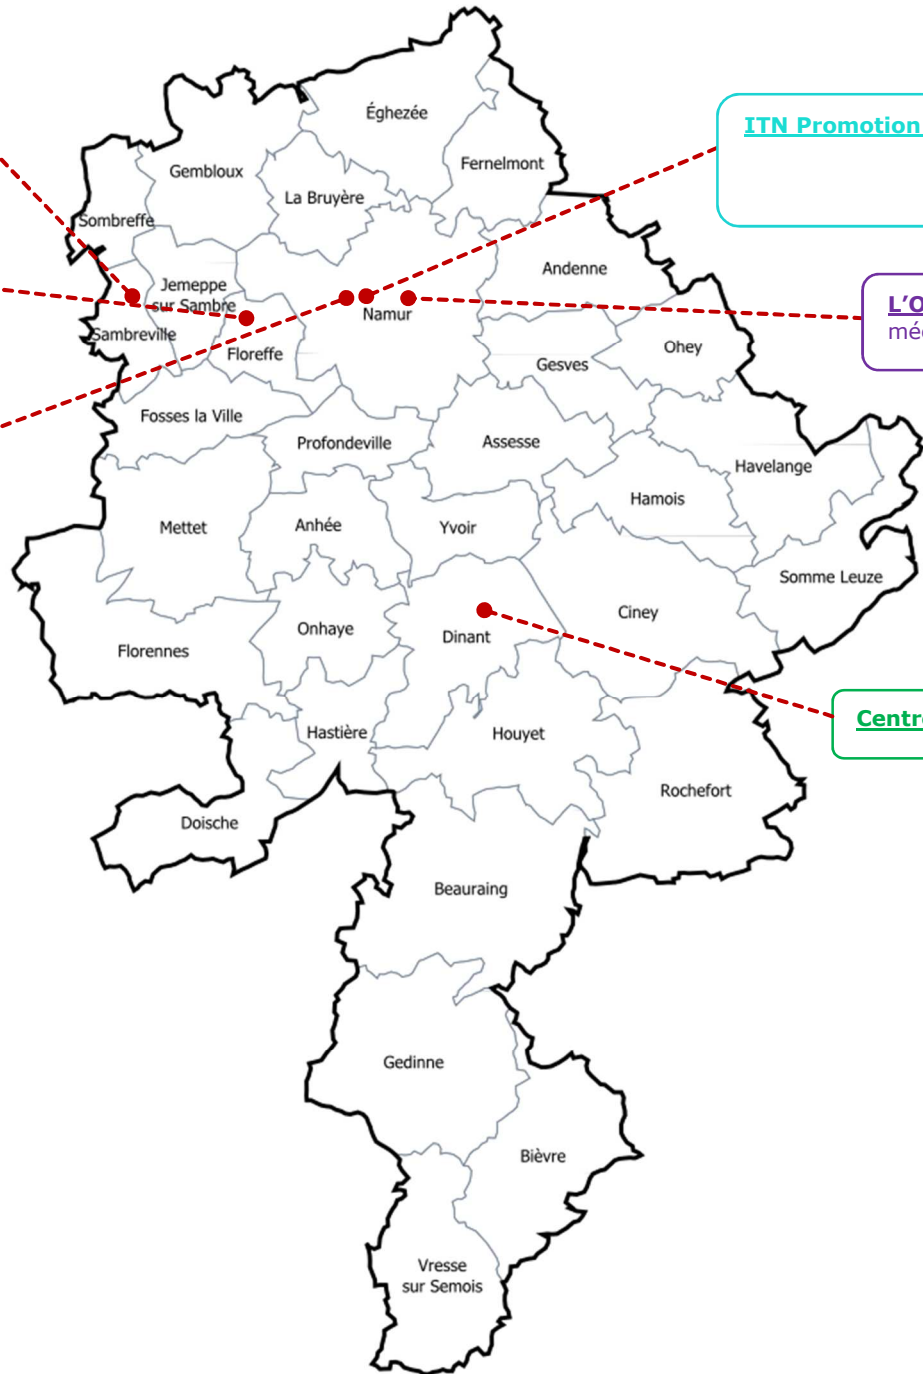 Éghezée
ITN Promotion
Fernelmont
Gembloux
La Bruyère
Sombreffe
Andenne
Jemeppe
sur Sambre
L'O
Namur
Sambreville
Floreffe
Ohey
Gesves
Fosses la Ville
Profondeville
Assesse
Havelange
Hamois
Mettet
Anhée
Yvoir
Somme Leuze
Ciney
Onhaye
Dinant
Florennes
Centr
Hastière
Houyet
Rochefort
Doische
Beauraing
Gedinne
Bièvre
Vresse
sur Semois